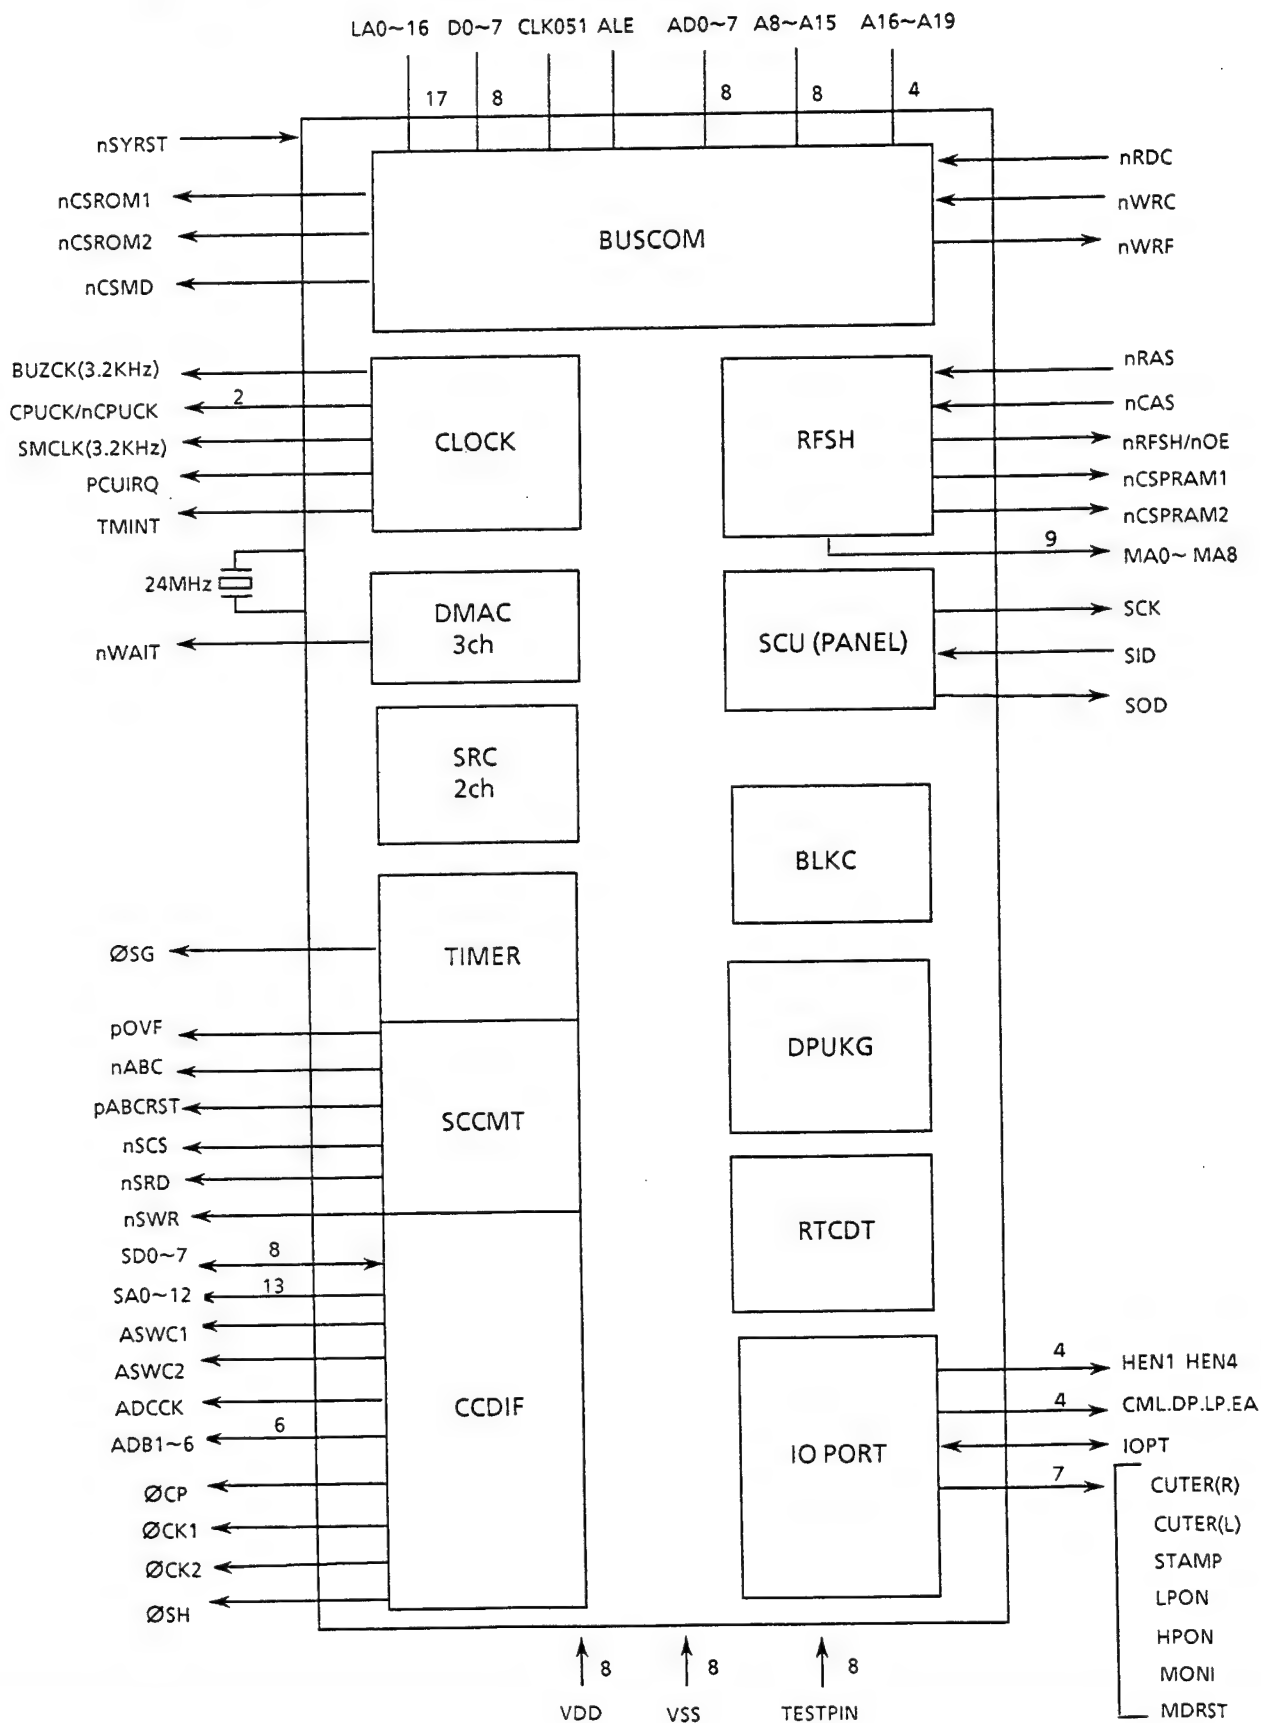 LA0~16 D0~7 CLK051 ALE AD0~7 A8~A15 A16~A19
17 8 8 8 4
nSYRST
nCSROM1
nCSROM2
nCSMD
BUSCOM
nRDC
nWRC
nWRF
BUZCK(3.2KHz)
2
CPUCK/nCPUCK
SMCLK(3.2KHz)
PCUIRQ
TMINT
CLOCK
RFSH
nRAS
nCAS
nRFSH/nOE
nCSPRAM1
nCSPRAM2
9
MA0~ MA8
24MHz
nWAIT
DMAC
3ch
SCU (PANEL)
SCK
SID
SOD
SRC
2ch
BLKC
ØSG
TIMER
DPUKG
pOVF
nABC
pABCRST
nSCS
nSRD
nSWR
SCCMT
RTCDT
SD0~7 8
SA0~12 13
ASWC1
ASWC2
ADCCK
ADB1~6 6
ØCP
ØCK1
ØCK2
ØSH
CCDIF
IO PORT
4 HEN1 HEN4
4 CML.DP.LP.EA
IOPT
7
CUTER(R)
CUTER(L)
STAMP
LPON
HPON
MONI
MDRST
8 8 8
VDD VSS TESTPIN